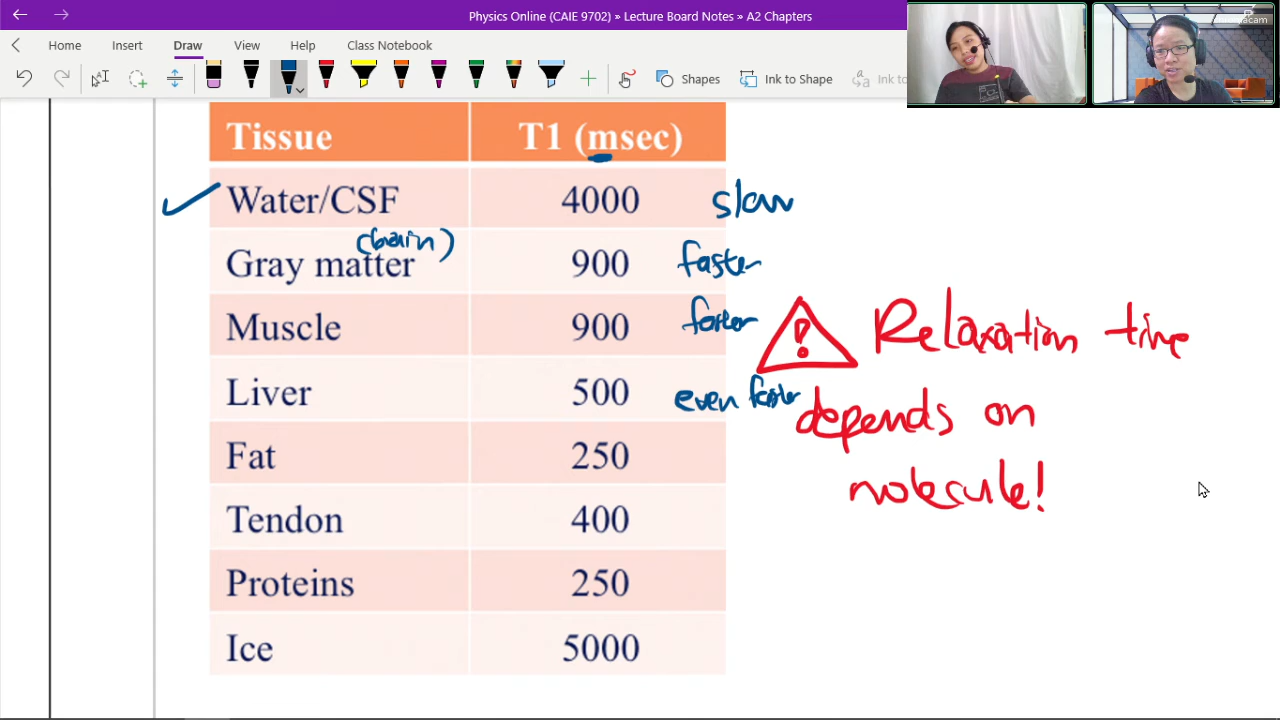 Physics Online (CAIE 9702) » Lecture Board Notes » A2 Chapters
Home Insert Draw View Help Class Notebook
Shapes Ink to Shape Ink to
Tissue T1 (msec)
Water/CSF 4000 slow
(brain)
Gray matter 900 faster
Muscle 900 faster
Relaxation time
Liver 500 even faster
depends on
Fat 250
molecule!
Tendon 400
Proteins 250
Ice 5000